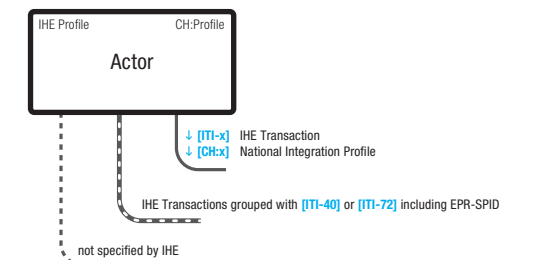 IHE Profile CH:Profile
Actor
↓ [ITI-x] IHE Transaction
↓ [CH:x] National Integration Profile
IHE Transactions grouped with [ITI-40] or [ITI-72] including EPR-SPID
not specified by IHE